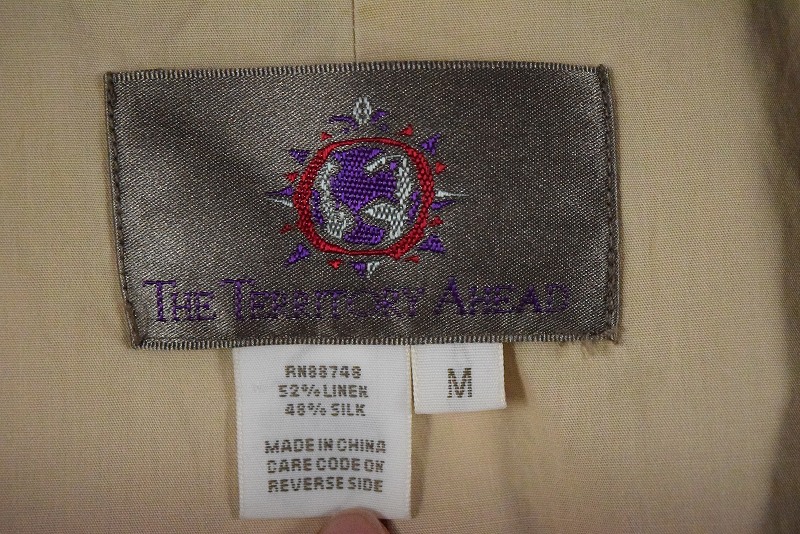 THE TERRITORY AHEAD
RN88748
52% LINEN
48% SILK
MADE IN CHINA
CARE CODE ON
REVERSE SIDE
M